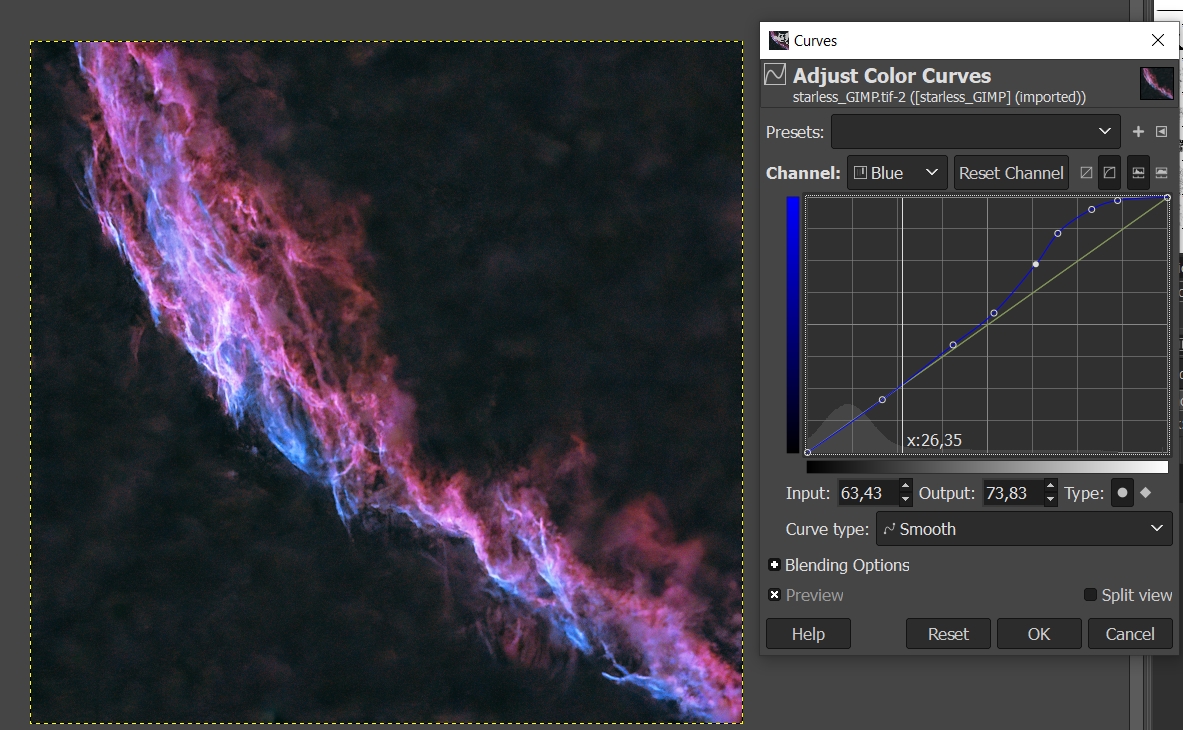 Curves
Adjust Color Curves
starless_GIMP.tif-2 ([starless_GIMP] (imported))
Presets:
Channel: Blue Reset Channel
x:26,35
Input: 63,43 Output: 73,83 Type:
Curve type: Smooth
Blending Options
Preview Split view
Help Reset OK Cancel